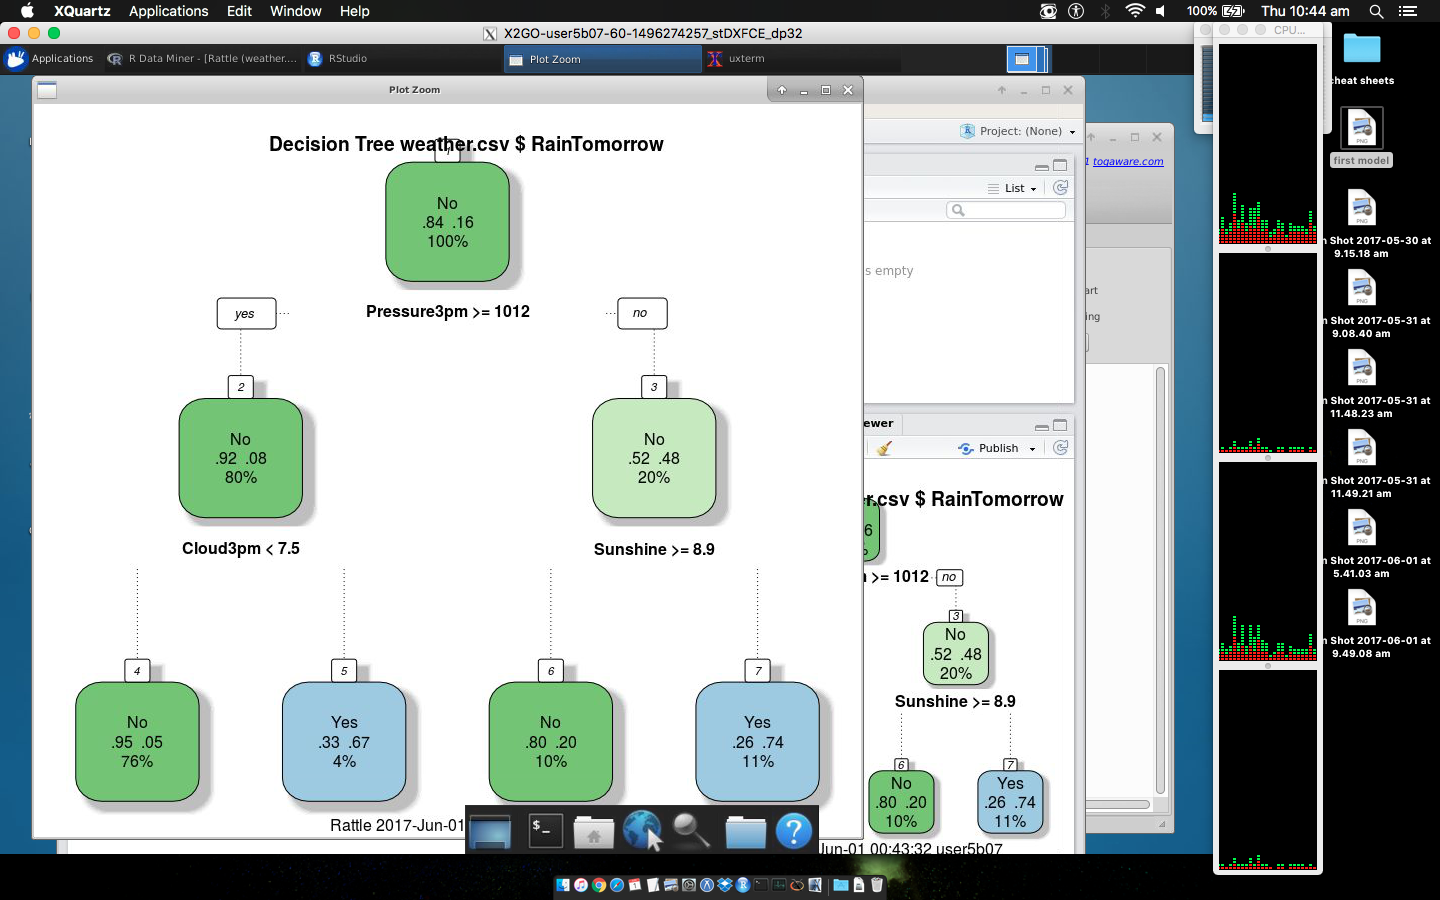 XQuartz Applications Edit Window Help
100% Thu 10:44 am
X2GO-user5b07-60-1496274257_stDXFCE_dp32
Applications R Data Miner - [Rattle (weather.... RStudio Plot Zoom uxterm
Plot Zoom
Decision Tree weather.csv $ RainTomorrow
1
No
.84 .16
100%
yes Pressure3pm >= 1012 no
2
No
.92 .08
80%
3
No
.52 .48
20%
Cloud3pm < 7.5
Sunshine >= 8.9
4
No
.95 .05
76%
5
Yes
.33 .67
4%
6
No
.80 .20
10%
7
Yes
.26 .74
11%
Rattle 2017-Jun-01
Project: (None)
List
s empty
ewer
Publish
r.csv $ RainTomorrow
>= 1012 no
3
No
.52 .48
20%
Sunshine >= 8.9
6
No
.80 .20
10%
7
Yes
.26 .74
11%
Jun-01 00:43:32 user5b07
togaware.com
art
ing
CPU...
cheat sheets
first model
n Shot 2017-05-30 at
9.15.18 am
n Shot 2017-05-31 at
9.08.40 am
n Shot 2017-05-31 at
11.48.23 am
n Shot 2017-05-31 at
11.49.21 am
n Shot 2017-06-01 at
5.41.03 am
n Shot 2017-06-01 at
9.49.08 am